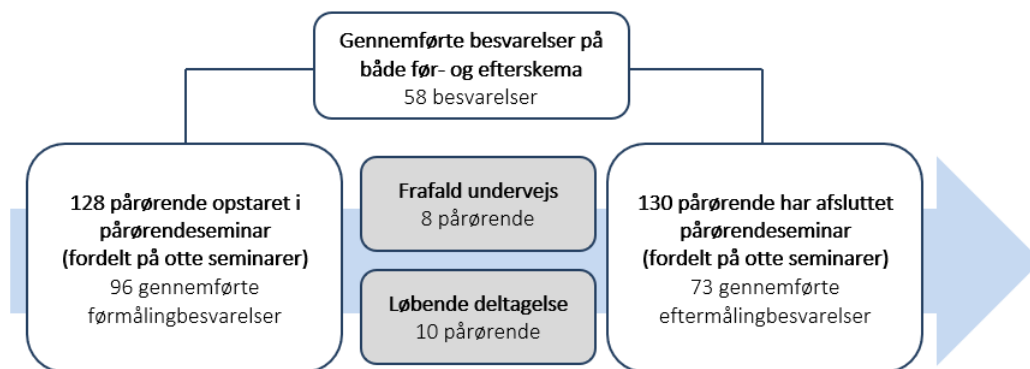 Gennemførte besvarelser på
både før- og efterskema
58 besvarelser
128 pårørende opstaret i
pårørendeseminar
(fordelt på otte seminarer)
96 gennemførte
førmålingbesvarelser
Frafald undervejs
8 pårørende
Løbende deltagelse
10 pårørende
130 pårørende har afsluttet
pårørendeseminar
(fordelt på otte seminarer)
73 gennemførte
eftermålingbesvarelser